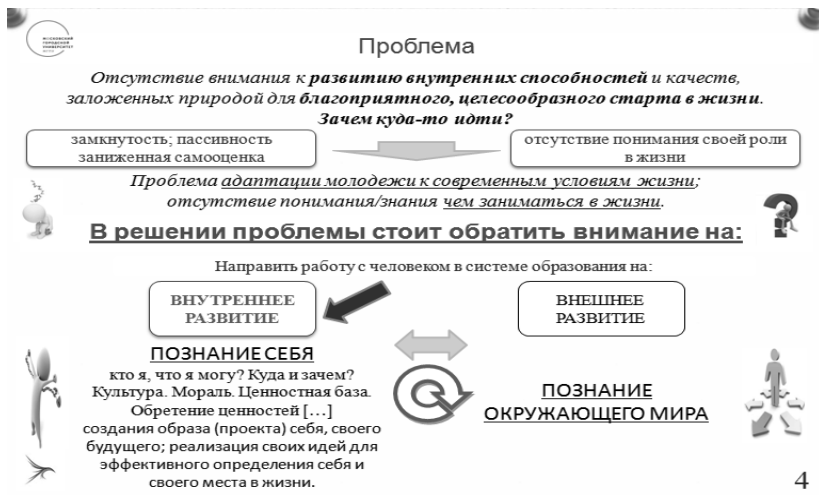 МОСКОВСКИЙ
ГОРОДСКОЙ
УНИВЕРСИТЕТ
Проблема
Отсутствие внимания к развитию внутренних способностей и качеств,
заложенных природой для благоприятного, целесообразного старта в жизни.
Зачем куда-то идти?
замкнутость; пассивность
заниженная самооценка
отсутствие понимания своей роли
в жизни
Проблема адаптации молодежи к современным условиям жизни;
отсутствие понимания/знания чем заниматься в жизни.
В решении проблемы стоит обратить внимание на:
Направить работу с человеком в системе образования на:
ВНУТРЕННЕЕ
РАЗВИТИЕ
ВНЕШНЕЕ
РАЗВИТИЕ
ПОЗНАНИЕ СЕБЯ
кто я, что я могу? Куда и зачем?
Культура. Мораль. Ценностная база.
Обретение ценностей […]
создания образа (проекта) себя, своего
будущего; реализация своих идей для
эффективного определения себя и
своего места в жизни.
ПОЗНАНИЕ
ОКРУЖАЮЩЕГО МИРА
4